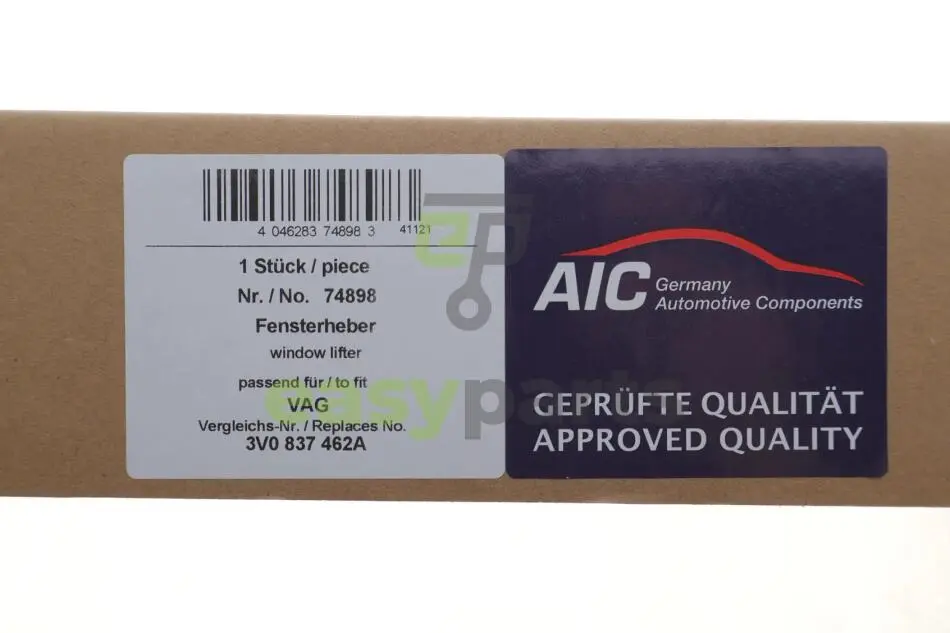 4 046283 74898 3 41121
1 Stück / piece
Nr. / No. 74898
Fensterheber
window lifter
passend für / to fit
VAG
Vergleichs-Nr. / Replaces No.
3V0 837 462A
AIC Germany
Automotive Components
GEPRÜFTE QUALITÄT
APPROVED QUALITY
ep
easyparts